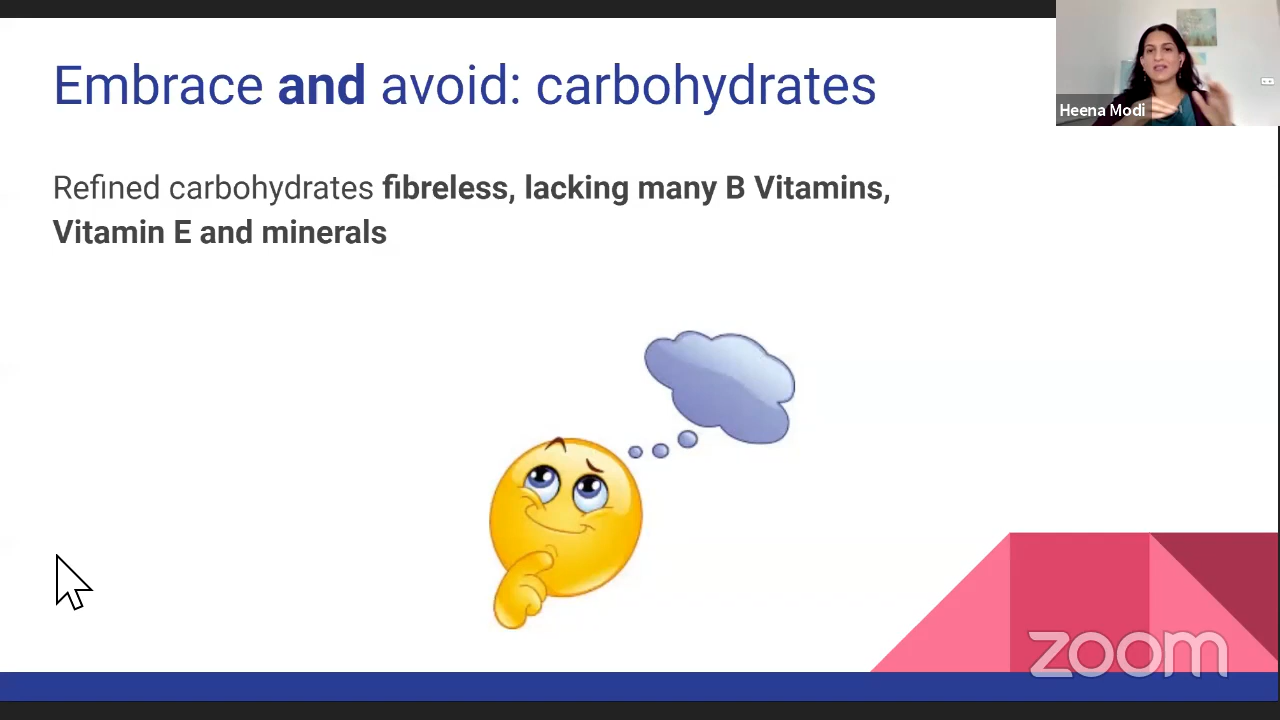 Embrace and avoid: carbohydrates
Heena Modi
Refined carbohydrates fibreless, lacking many B Vitamins,
Vitamin E and minerals
zoom